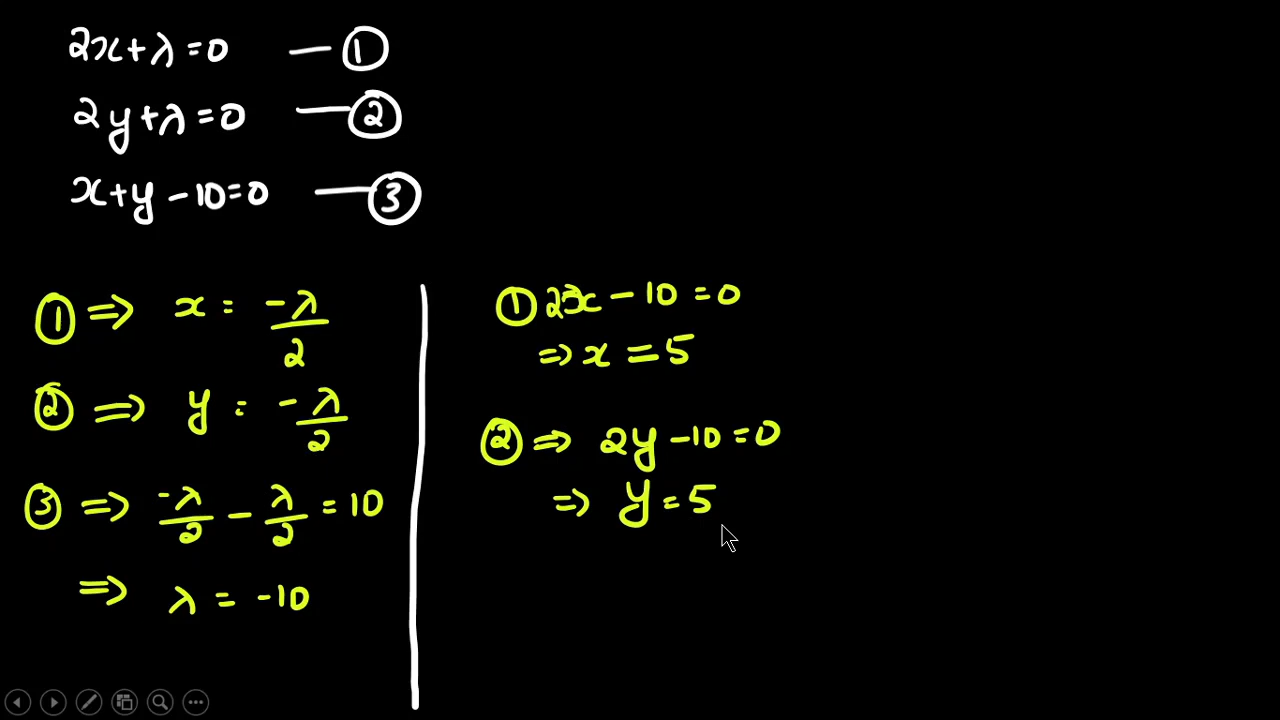 2x+λ=0 — ①
2y+λ=0 — ②
x+y-10=0 — ③
① ⇒ x = -λ/2
② ⇒ y = -λ/2
③ ⇒ -λ/2 - λ/2 = 10
⇒ λ = -10
① 2x-10=0
⇒ x = 5
② ⇒ 2y-10=0
⇒ y=5